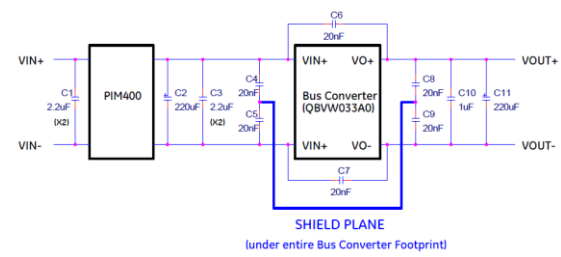 C6
20nF
VIN+
VIN+
VO+
VOUT+
C1
2.2uF
(X2)
PIM400
C2
220uF
C3
2.2uF
(X2)
C4
20nF
C5
20nF
Bus Converter
(QBVW033A0)
C8
20nF
C9
20nF
C10
1uF
C11
220uF
VIN-
VIN+
VO-
VOUT-
C7
20nF
SHIELD PLANE
(under entire Bus Converter Footprint)